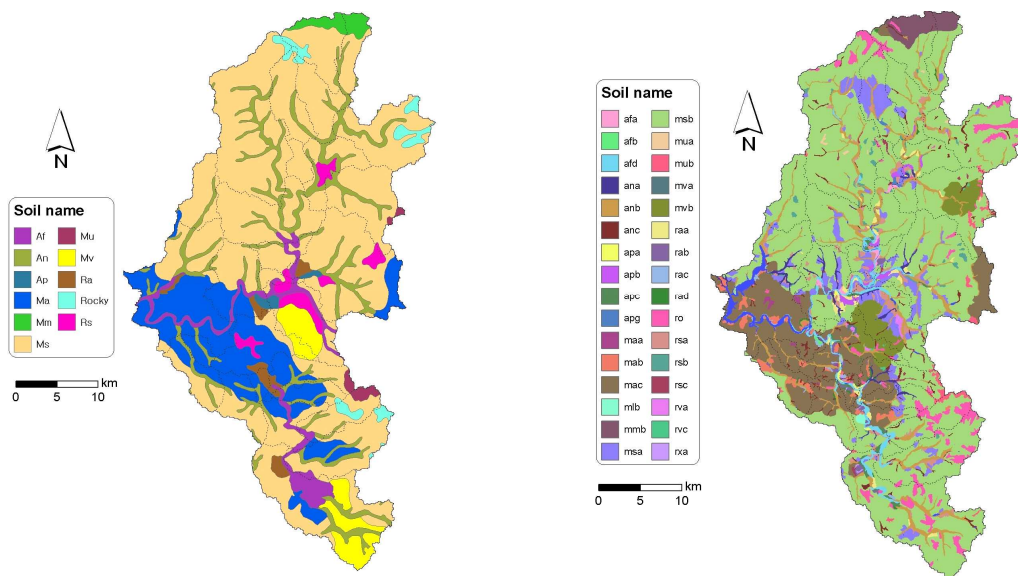 N
Soil name
Af Mu
An Mv
Ap Ra
Ma Rocky
Mm Rs
Ms
km
0 5 10
N
Soil name
afa msb
afb mua
afd mub
ana mva
anb mvb
anc raa
apa rab
apb rac
apc rad
apg ro
maa rsa
mab rsb
mac rsc
mlb rva
mmb rvc
msa rxa
km
0 5 10